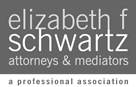 elizabeth f
schwartz
attorneys & mediators
a professional association